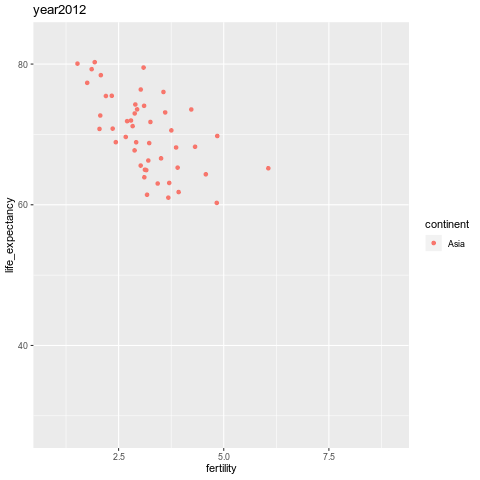 year2012
80
60
40
life_expectancy
2.5
5.0
7.5
fertility
continent
Asia